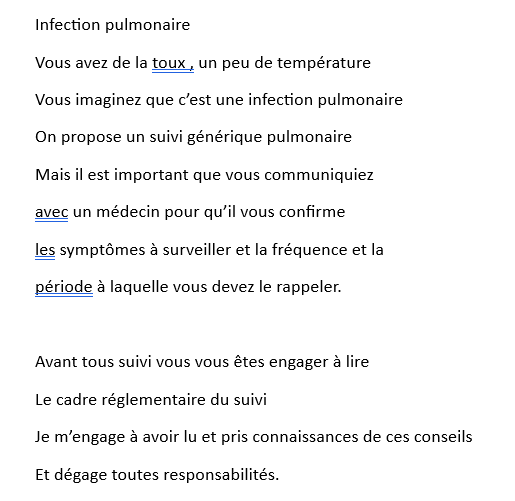 Infection pulmonaire
Vous avez de la toux , un peu de température
Vous imaginez que c’est une infection pulmonaire
On propose un suivi générique pulmonaire
Mais il est important que vous communiquiez
avec un médecin pour qu’il vous confirme
les symptômes à surveiller et la fréquence et la
période à laquelle vous devez le rappeler.
Avant tous suivi vous vous êtes engager à lire
Le cadre réglementaire du suivi
Je m’engage à avoir lu et pris connaissances de ces conseils
Et dégage toutes responsabilités.